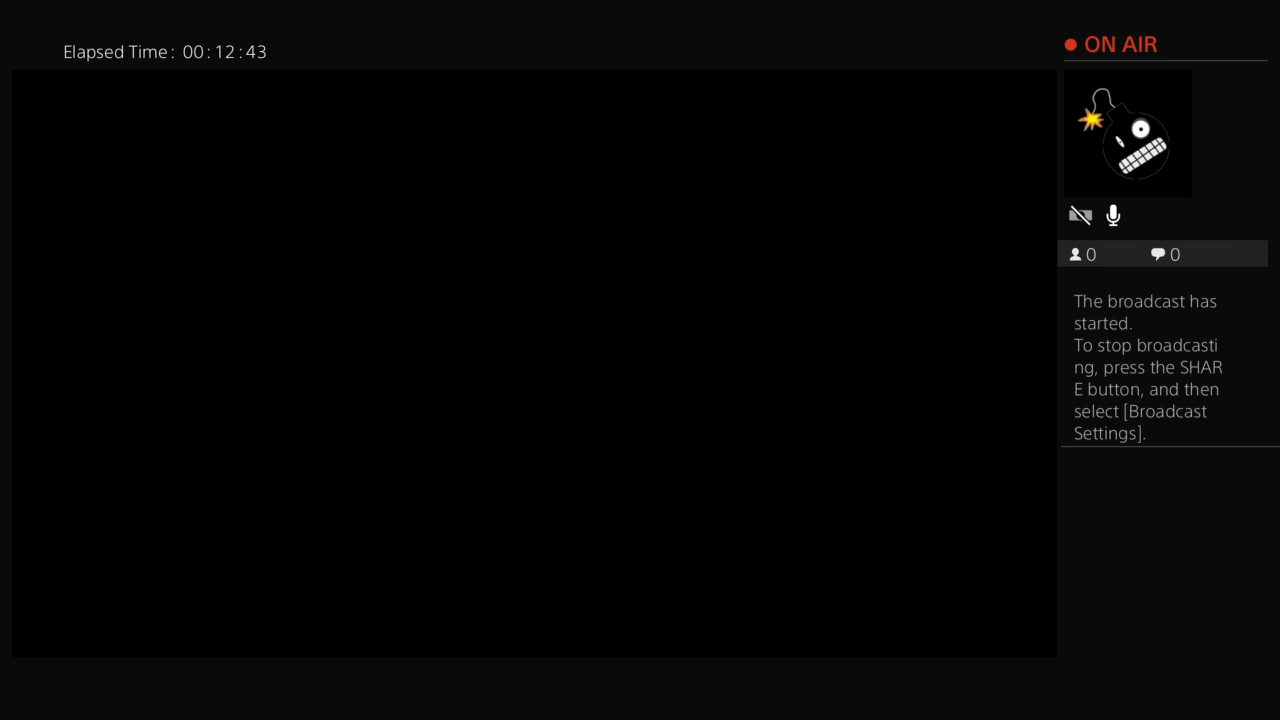 Elapsed Time: 00:12:43
ON AIR
0 0
The broadcast has
started.
To stop broadcasti
ng, press the SHAR
E button, and then
select [Broadcast
Settings].